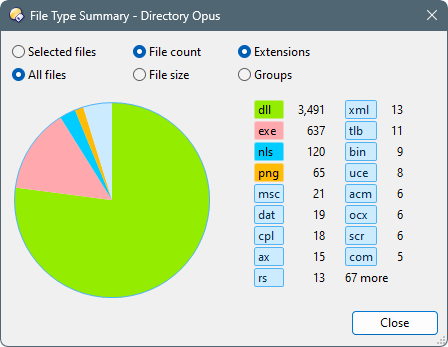 File Type Summary - Directory Opus
Selected files File count Extensions
All files File size Groups
dll 3,491 xml 13
exe 637 tlb 11
nls 120 bin 9
png 65 uce 8
msc 21 acm 6
dat 19 ocx 6
cpl 18 scr 6
ax 15 com 5
rs 13 67 more
Close